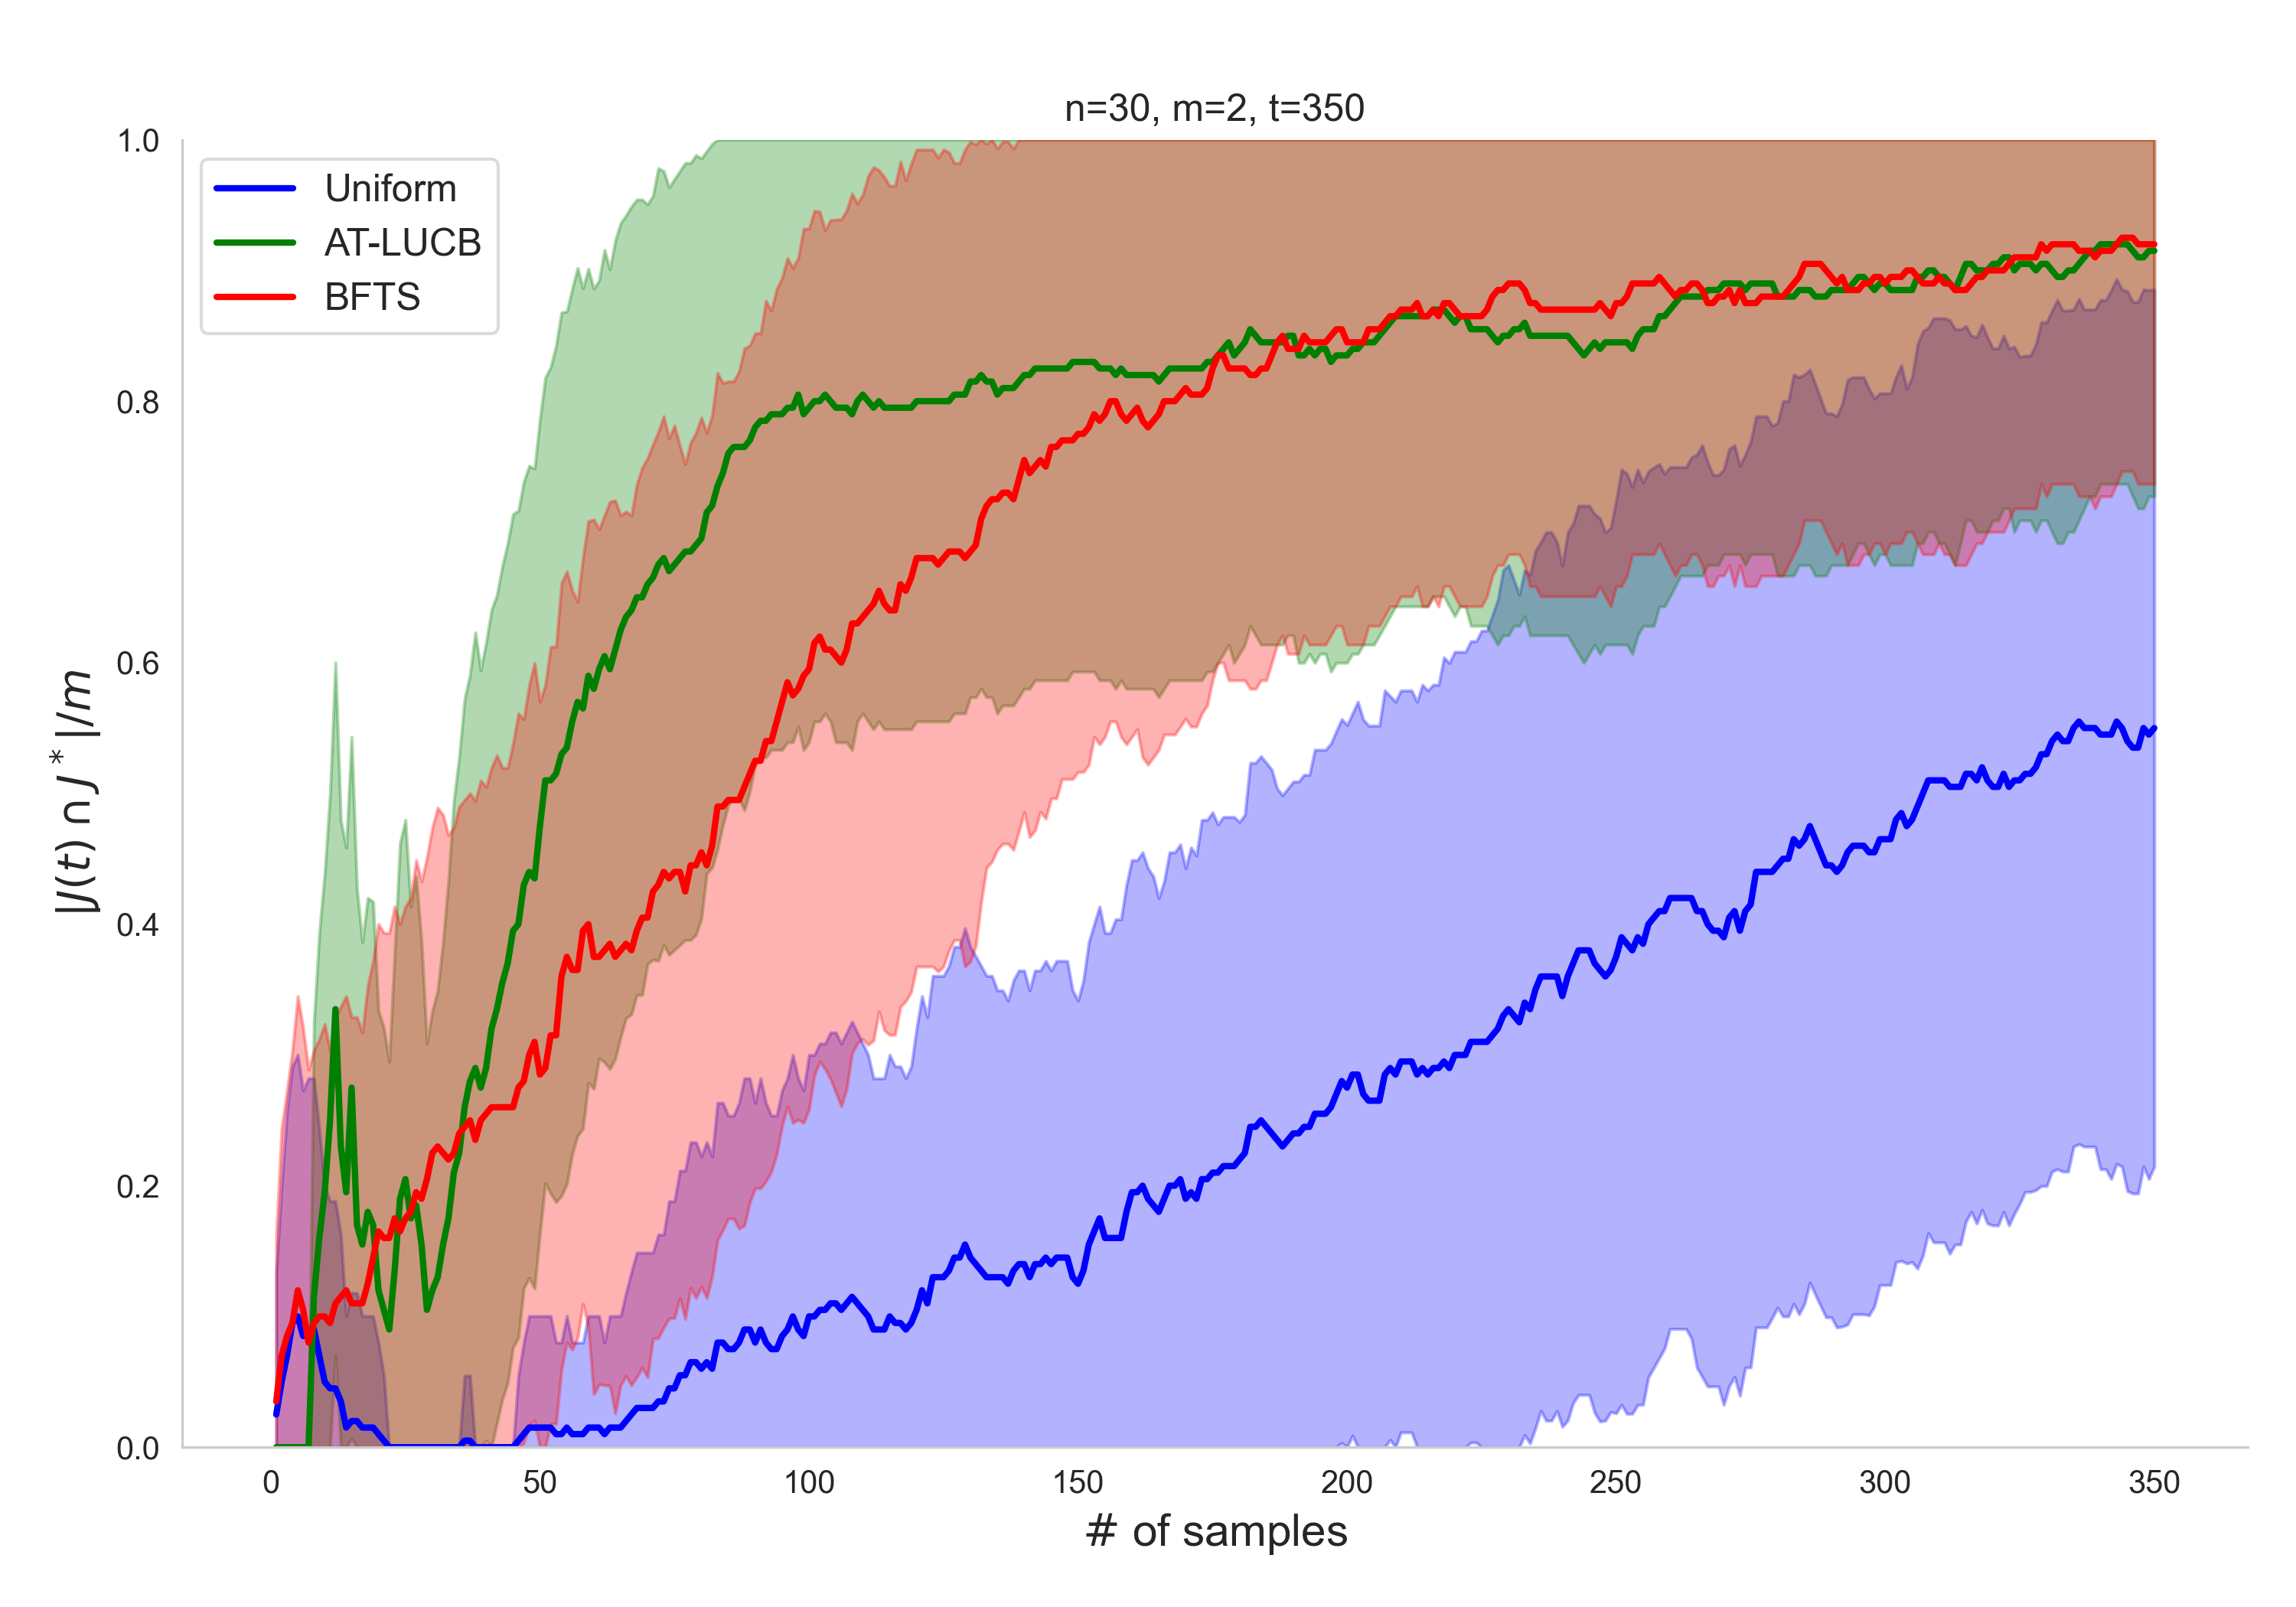 n=30, m=2, t=350
1.0
0.8
0.6
0.4
0.2
0.0
|J(t) ∩ J*|/m
Uniform
AT-LUCB
BFTS
0 50 100 150 200 250 300 350
# of samples